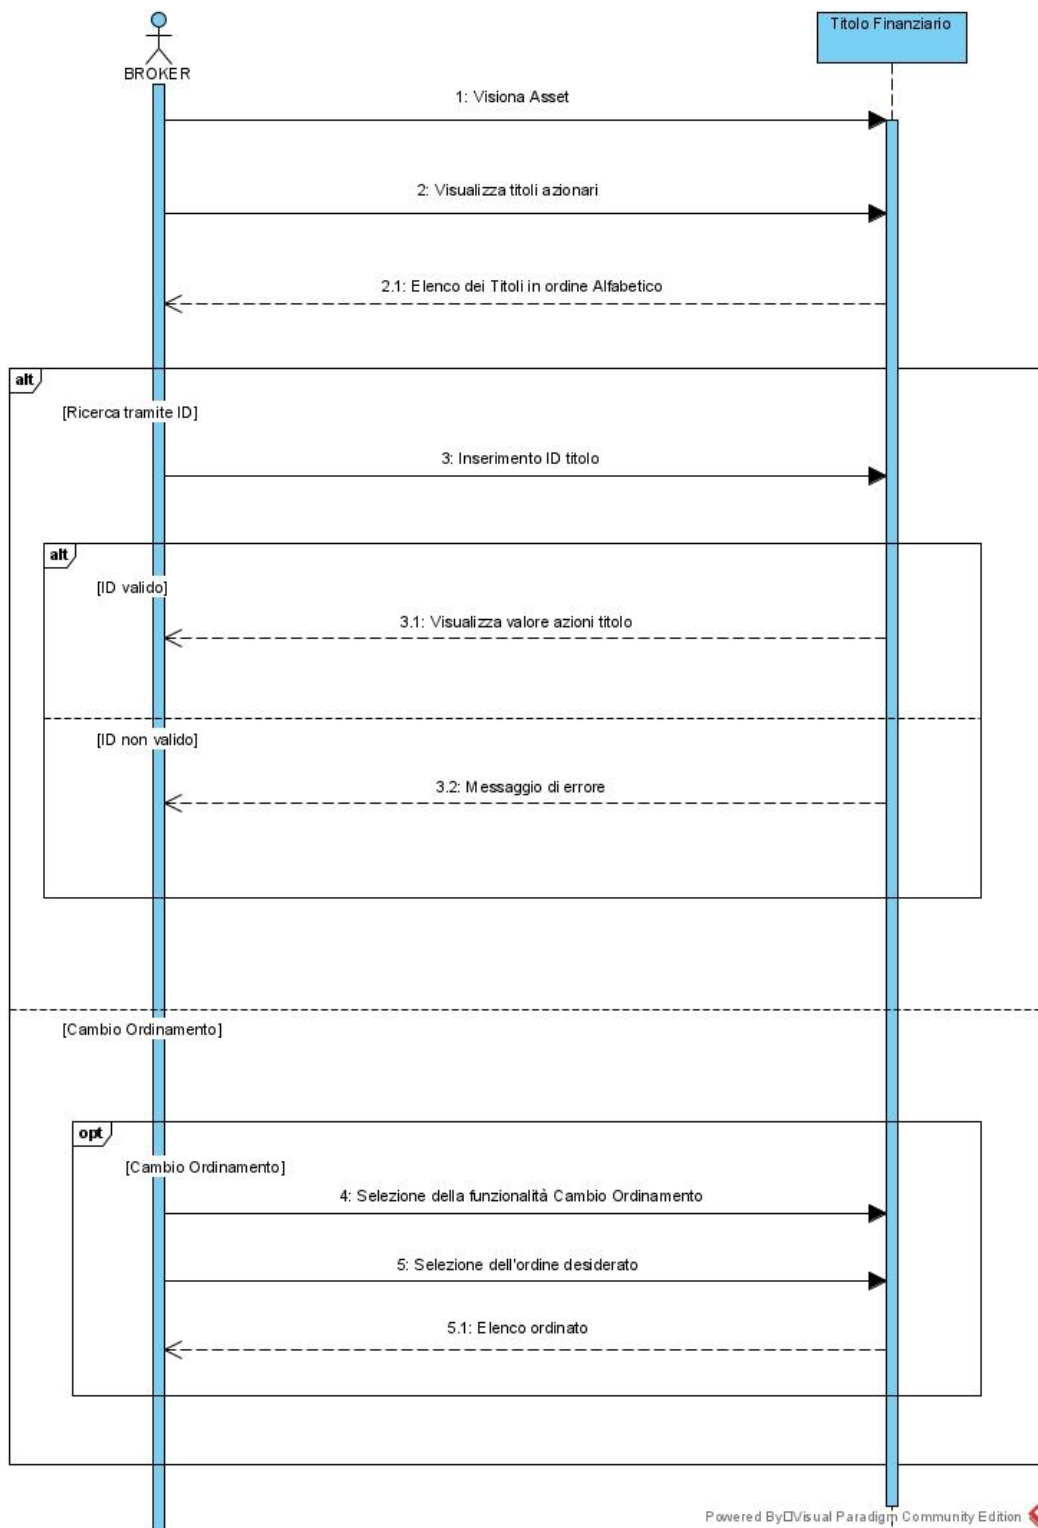 Titolo Finanziario
BROKER
1: Visiona Asset
2: Visualizza titoli azionari
2.1: Elenco dei Titoli in ordine Alfabetico
alt
[Ricerca tramite ID]
3: Inserimento ID titolo
alt
[ID valido]
3.1: Visualizza valore azioni titolo
[ID non valido]
3.2: Messaggio di errore
[Cambio Ordinamento]
opt
[Cambio Ordinamento]
4: Selezione della funzionalità Cambio Ordinamento
5: Selezione dell'ordine desiderato
5.1: Elenco ordinato
Powered By□Visual Paradigm Community Edition